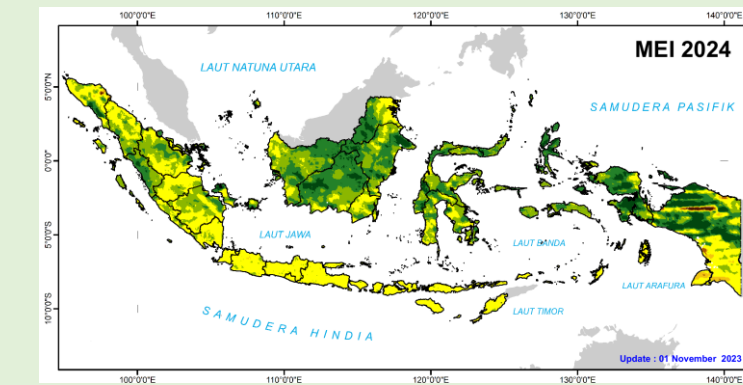 100°0'0"E 110°0'0"E 120°0'0"E 130°0'0"E 140°0'0"E
MEI 2024
LAUT NATUNA UTARA
5°0'0"N
SAMUDERA PASIFIK
0°0'0"
LAUT JAWA
LAUT BANDA
5°0'0"S
LAUT ARAFURA
10°0'0"S
LAUT TIMOR
SAMUDERA HINDIA
Update : 01 November 2023
100°0'0"E 110°0'0"E 120°0'0"E 130°0'0"E 140°0'0"E